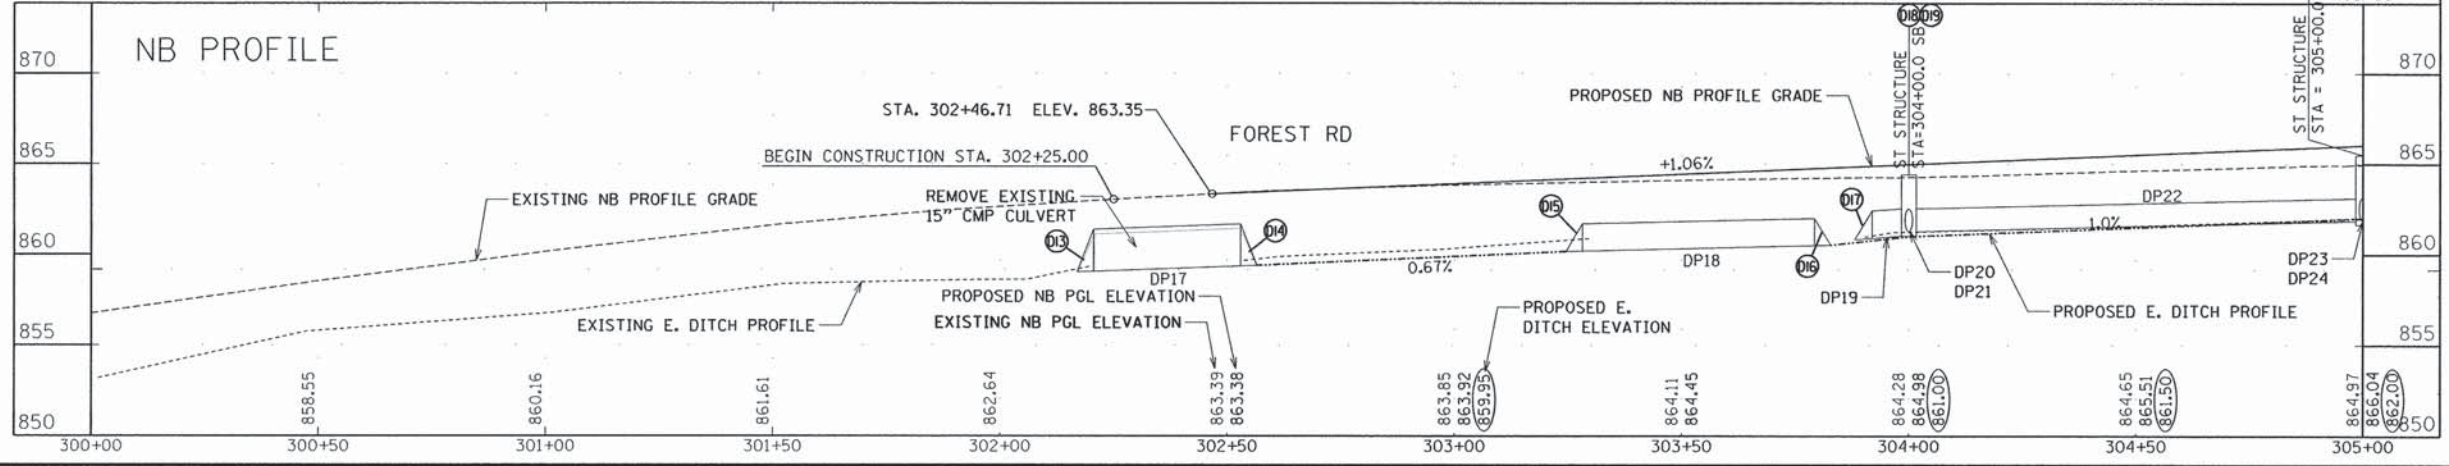 NB PROFILE
870
865
860
855
850
870
865
860
855
850
D18
D19
ST STRUCTURE
STA=304+00.0 SB
ST STRUCTURE
STA = 305+00.0
PROPOSED NB PROFILE GRADE
STA. 302+46.71 ELEV. 863.35
FOREST RD
BEGIN CONSTRUCTION STA. 302+25.00
+1.06%
EXISTING NB PROFILE GRADE
REMOVE EXISTING
15" CMP CULVERT
D13
D14
D15
D16
D17
DP22
1.0%
DP17
0.67%
DP18
DP19
DP20
DP21
DP23
DP24
PROPOSED NB PGL ELEVATION
EXISTING NB PGL ELEVATION
EXISTING E. DITCH PROFILE
PROPOSED E.
DITCH ELEVATION
PROPOSED E. DITCH PROFILE
858.55
860.16
861.61
862.64
863.39
863.38
863.85
863.92
859.95
864.11
864.45
864.28
864.98
861.00
864.65
865.51
861.50
864.97
866.04
862.00
300+00
300+50
301+00
301+50
302+00
302+50
303+00
303+50
304+00
304+50
305+00